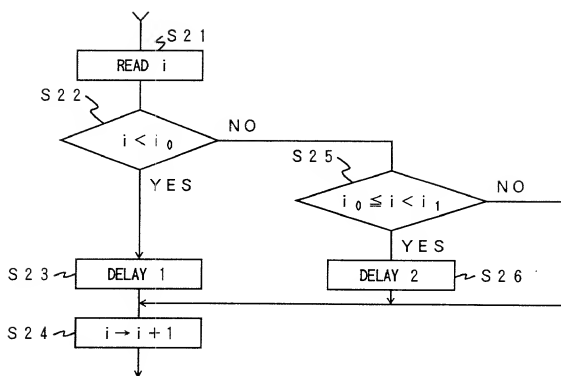 S21
READ i
S22
i < i₀
NO
YES
S25
i₀ ≦ i < i₁
NO
YES
S23
DELAY 1
DELAY 2
S26
S24
i → i + 1